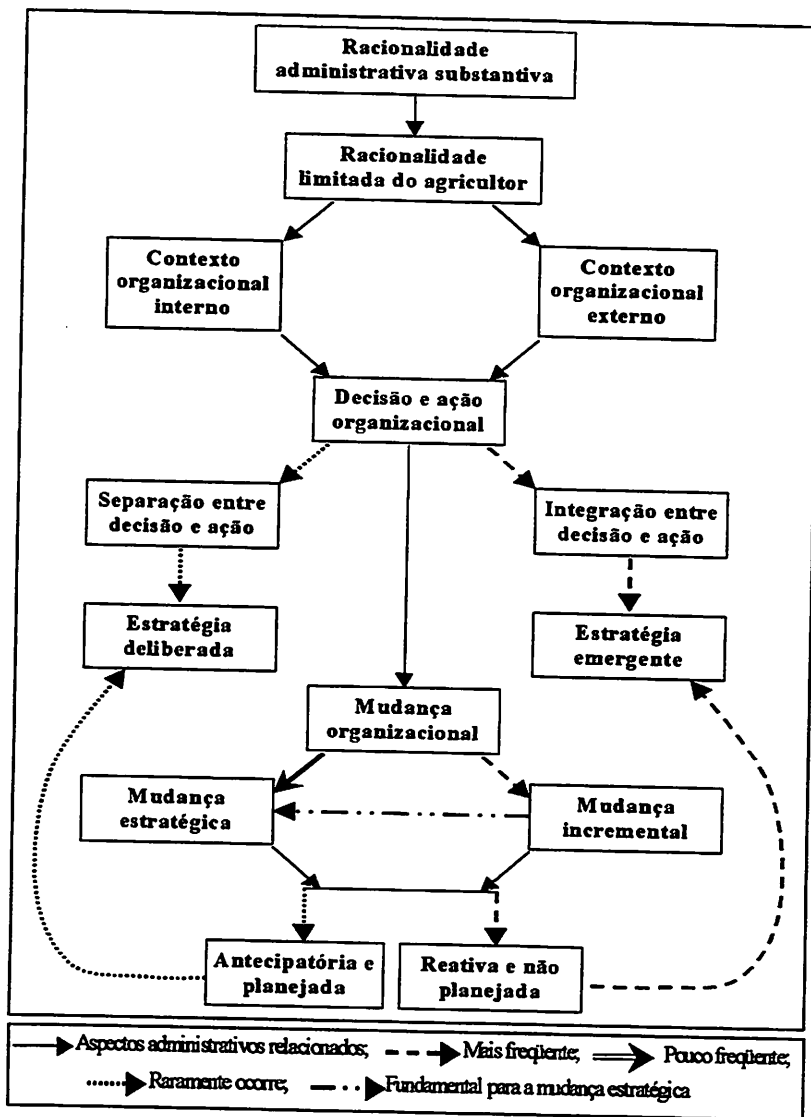 Racionalidade
administrativa substantiva
Racionalidade
limitada do agricultor
Contexto
organizacional
interno
Contexto
organizacional
externo
Decisão e ação
organizacional
Separação entre
decisão e ação
Integração entre
decisão e ação
Estratégia
deliberada
Estratégia
emergente
Mudança
organizacional
Mudança
estratégica
Mudança
incremental
Antecipatória e
planejada
Reativa e não
planejada
Aspectos administrativos relacionados; Mais freqüente; Pouco freqüente;
Raramente ocorre; Fundamental para a mudança estratégica